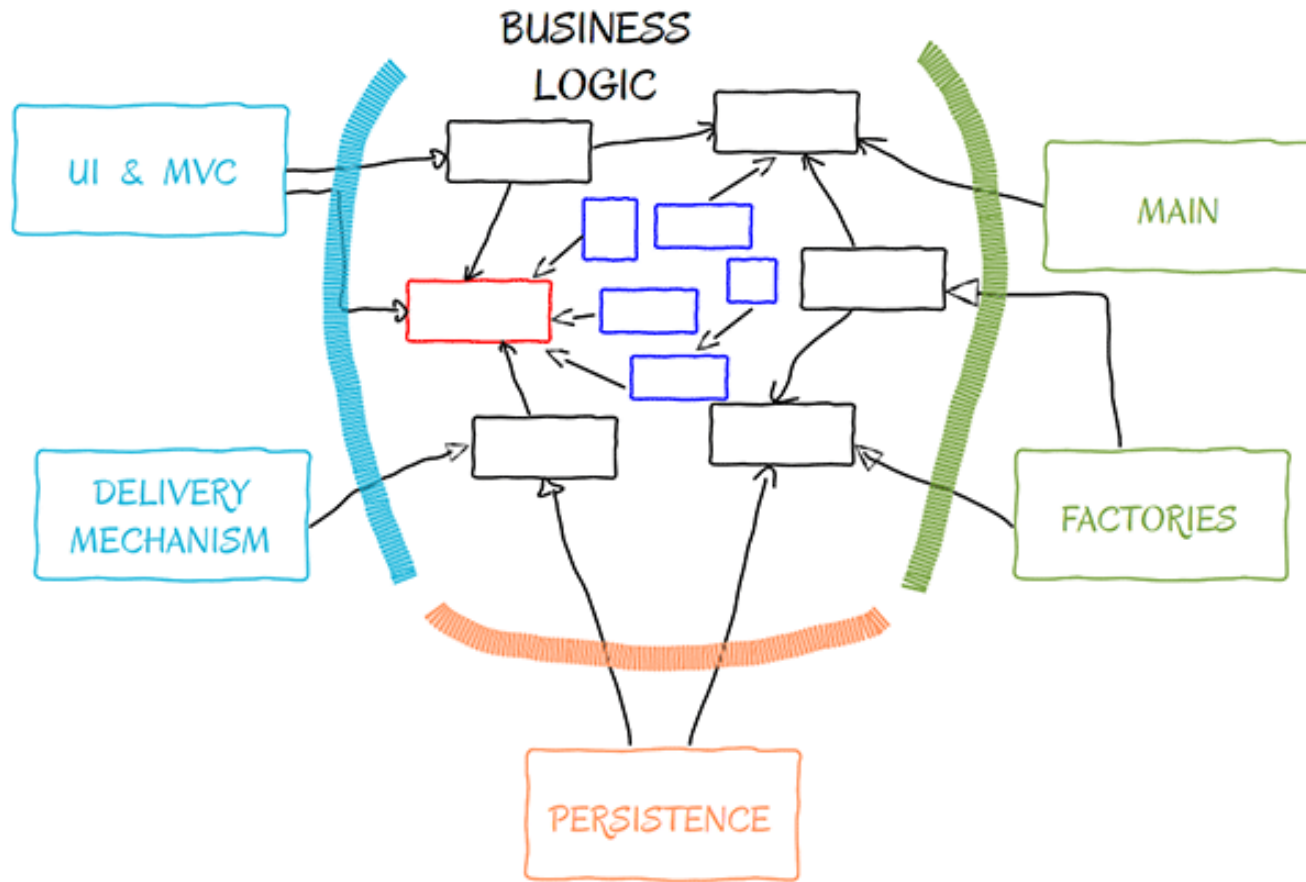 BUSINESS
LOGIC
UI & MVC
MAIN
DELIVERY
MECHANISM
FACTORIES
PERSISTENCE